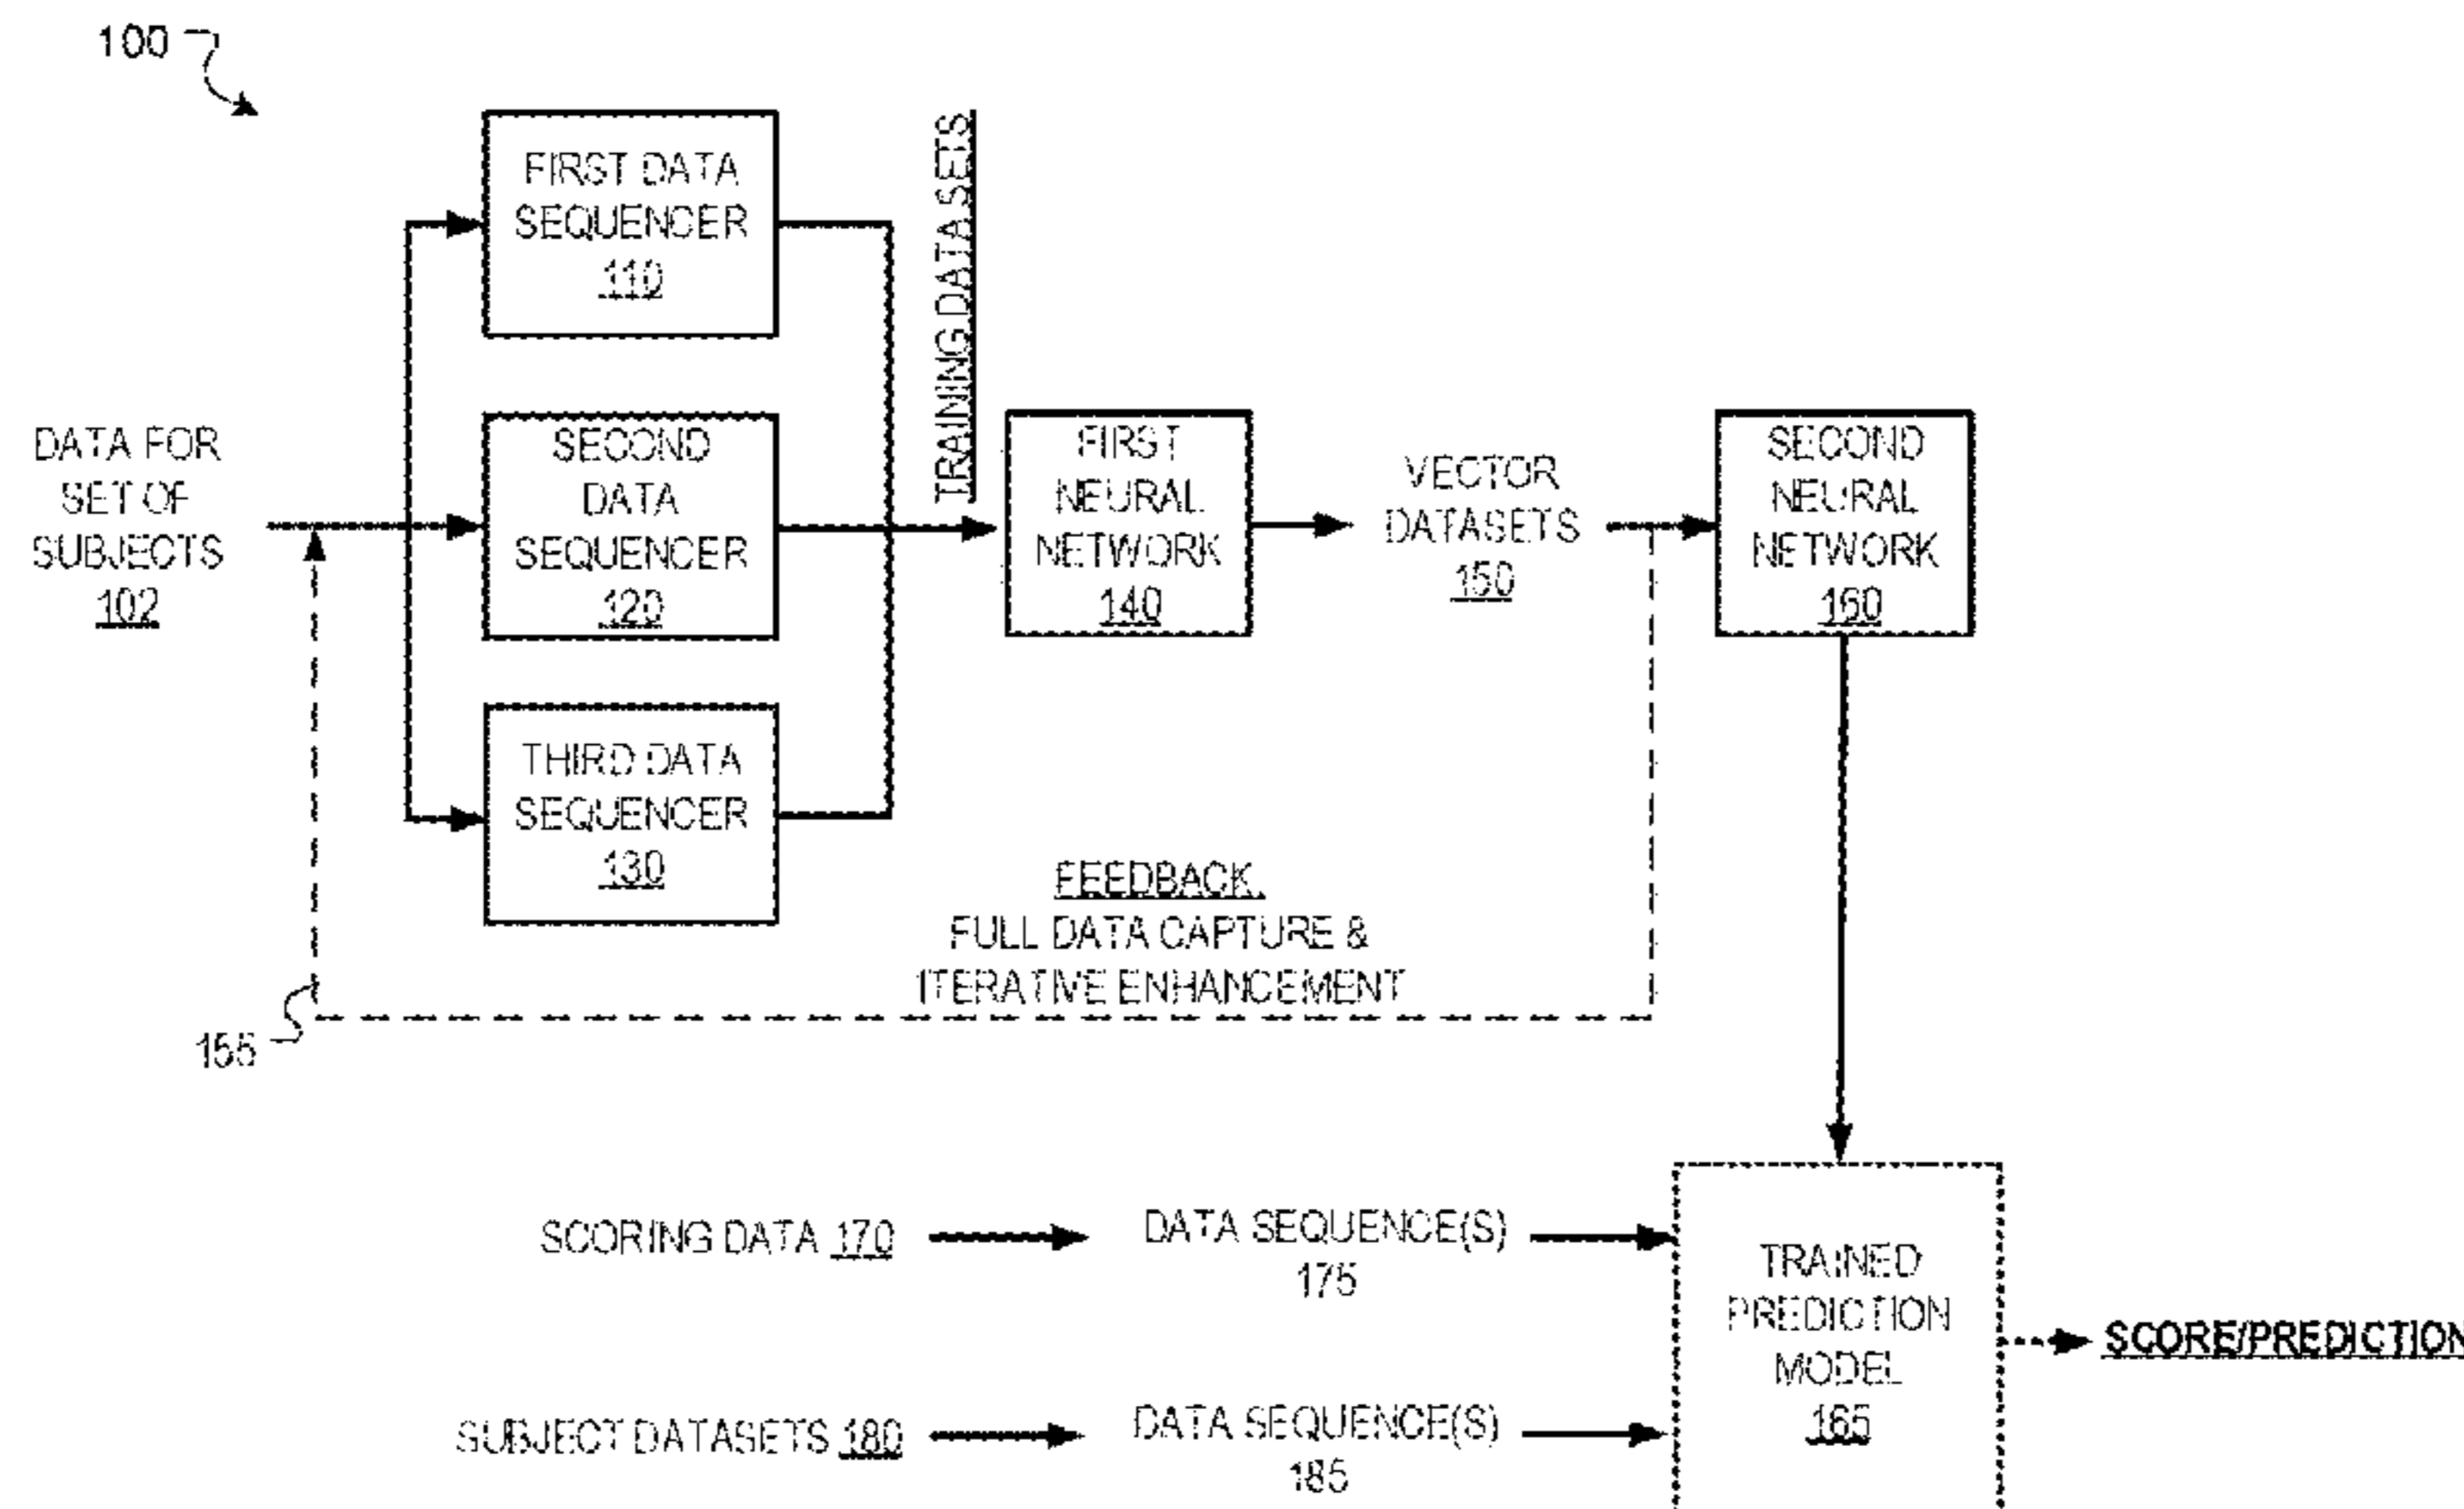 100
FIRST DATA
SEQUENCER
110
TRAINING DATASETS
DATA FOR
SET OF
SUBJECTS
102
SECOND
DATA
SEQUENCER
120
FIRST
NEURAL
NETWORK
140
VECTOR
DATASETS
150
SECOND
NEURAL
NETWORK
160
THIRD DATA
SEQUENCER
130
FEEDBACK
FULL DATA CAPTURE &
ITERATIVE ENHANCEMENT
155
SCORING DATA 170
DATA SEQUENCE(S)
175
TRAINED
PREDICTION
MODEL
165
SCORE/PREDICTION
SUBJECT DATASETS 180
DATA SEQUENCE(S)
185